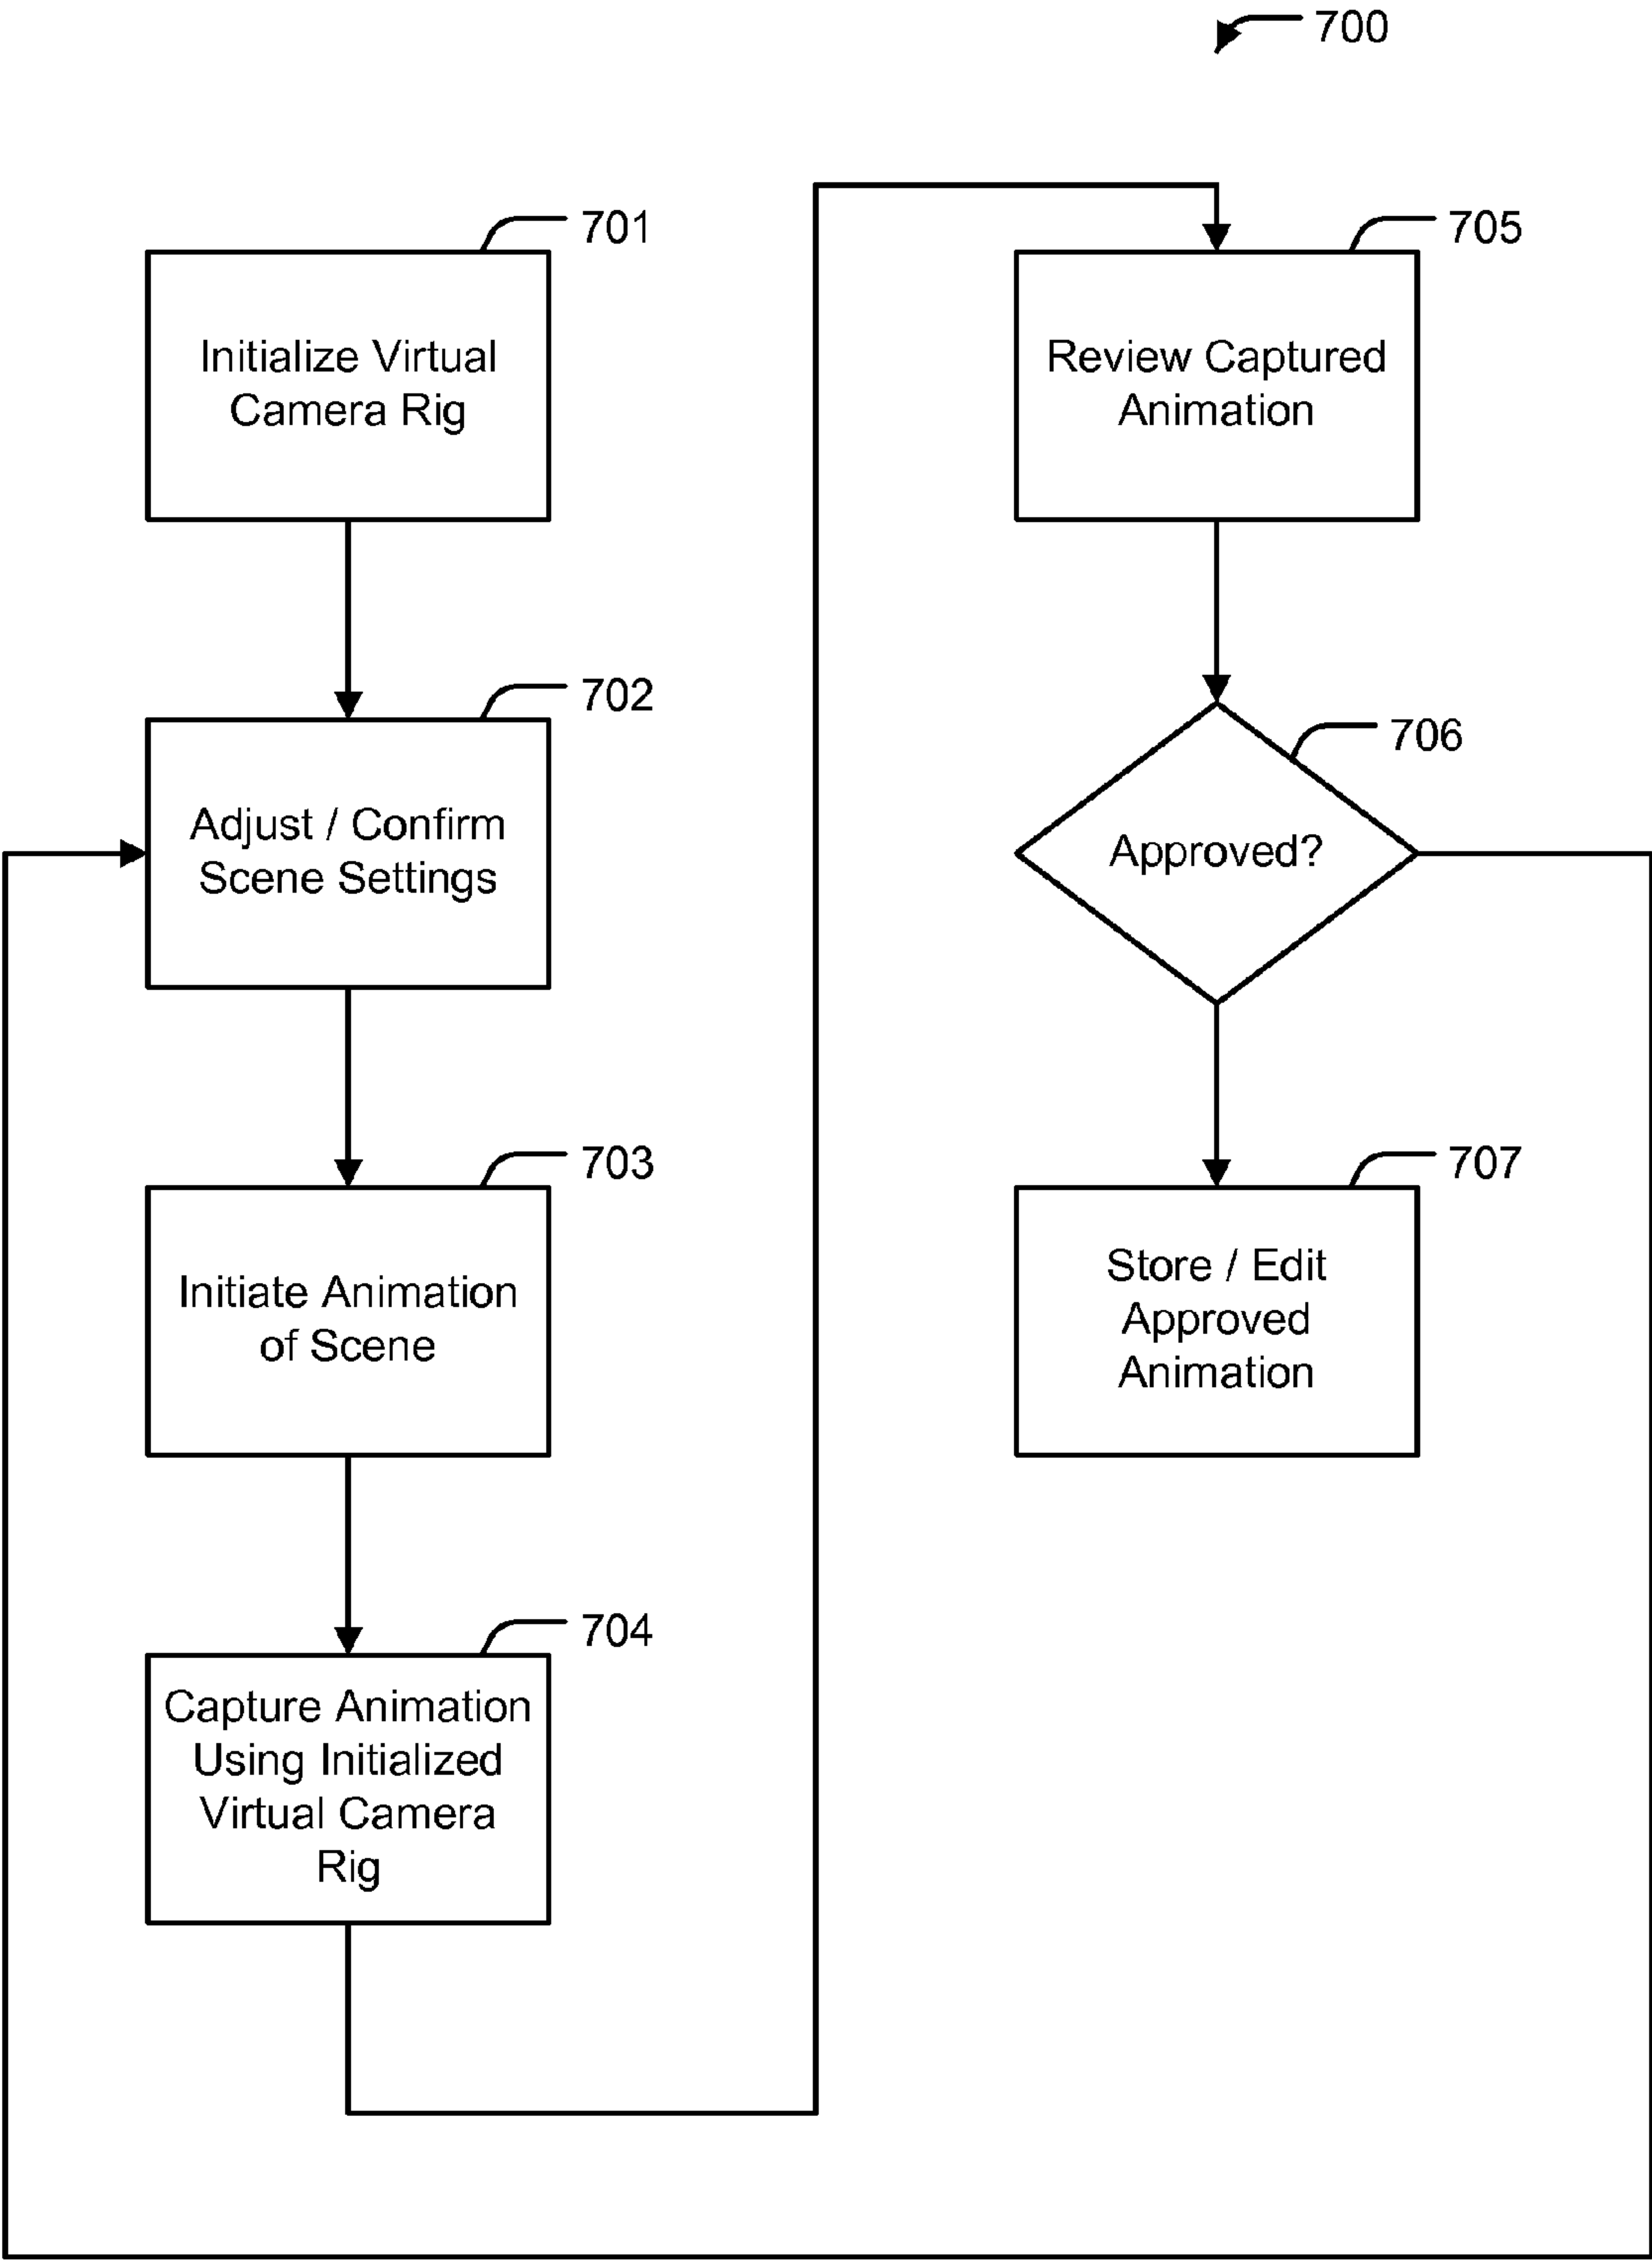 700
701
Initialize Virtual
Camera Rig
702
Adjust / Confirm
Scene Settings
703
Initiate Animation
of Scene
704
Capture Animation
Using Initialized
Virtual Camera
Rig
705
Review Captured
Animation
706
Approved?
707
Store / Edit
Approved
Animation